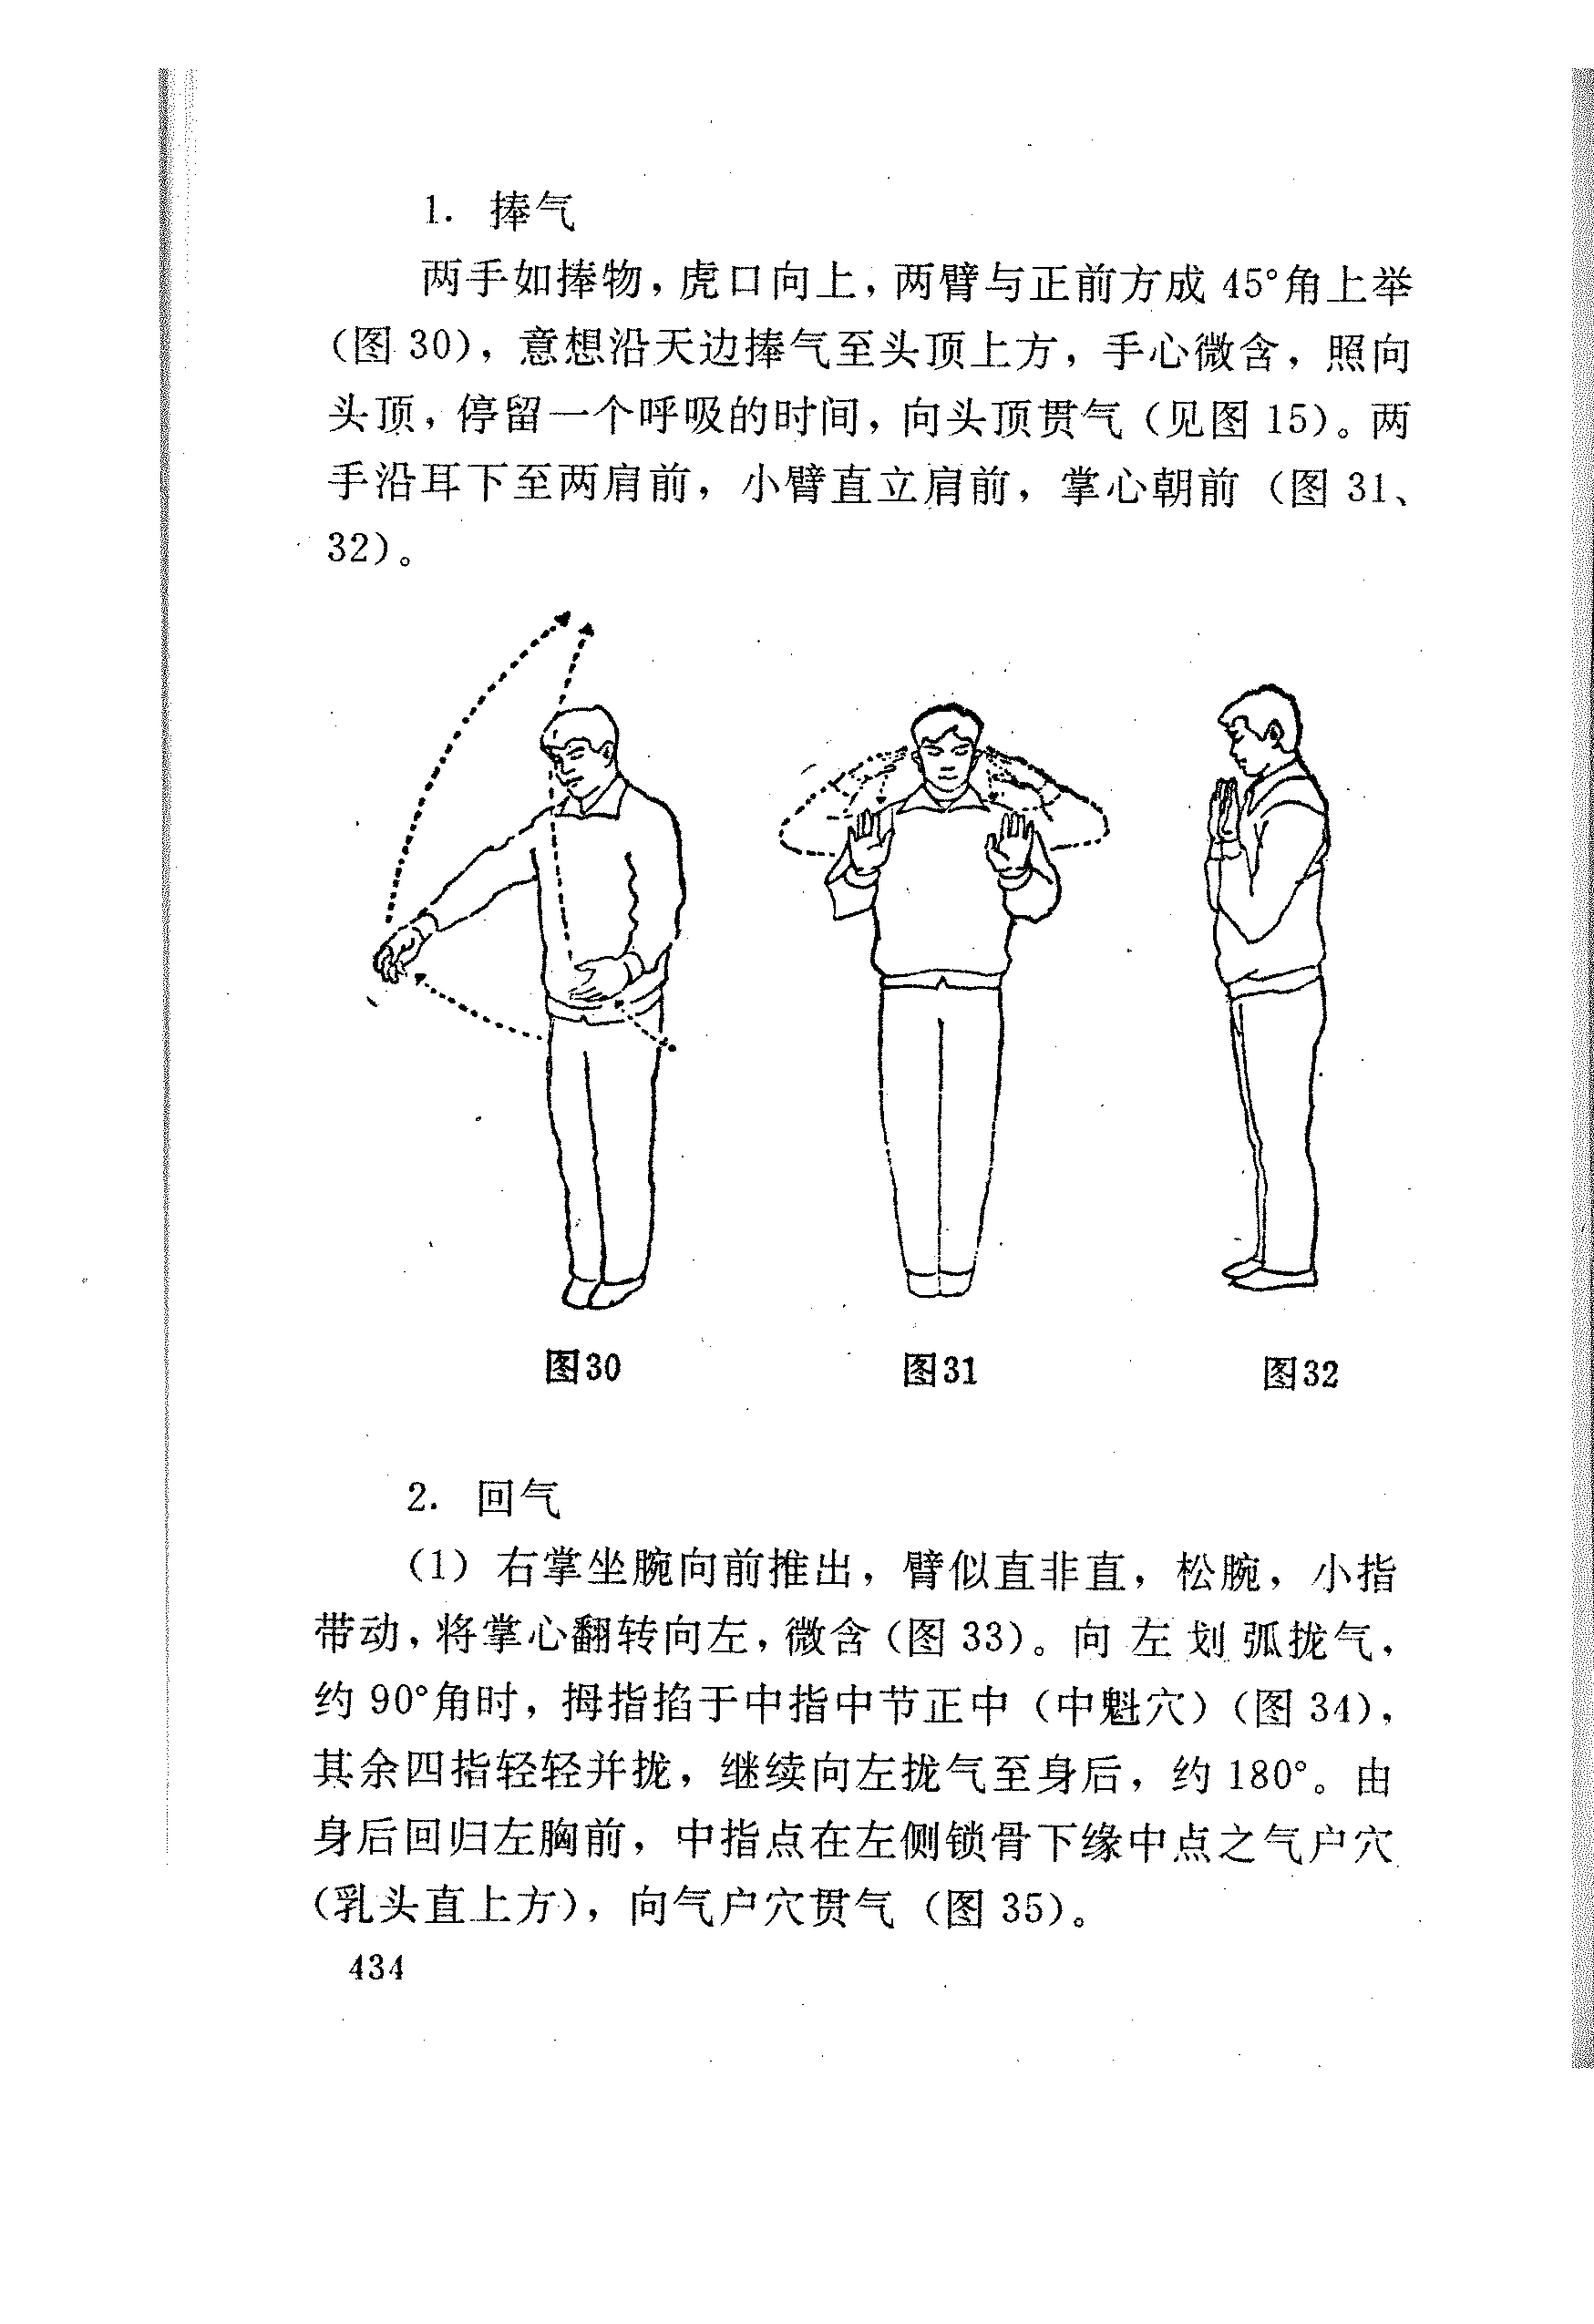 1. 捧气
两手如捧物，虎口向上，两臂与正前方成 45°角上举
（图 30），意想沿天边捧气至头顶上方，手心微含，照向
头顶，停留一个呼吸的时间，向头顶贯气（见图 15）。两
手沿耳下至两肩前，小臂直立肩前，掌心朝前（图 31、
32）。
图30
图31
图32
2. 回气
（1）右掌坐腕向前推出，臂似直非直，松腕，小指
带动，将掌心翻转向左，微含（图 33）。向左划弧拢气，
约 90°角时，拇指掐于中指中节正中（中魁穴）（图 34），
其余四指轻轻并拢，继续向左拢气至身后，约 180°。由
身后回归左胸前，中指点在左侧锁骨下缘中点之气户穴
（乳头直上方），向气户穴贯气（图 35）。
434